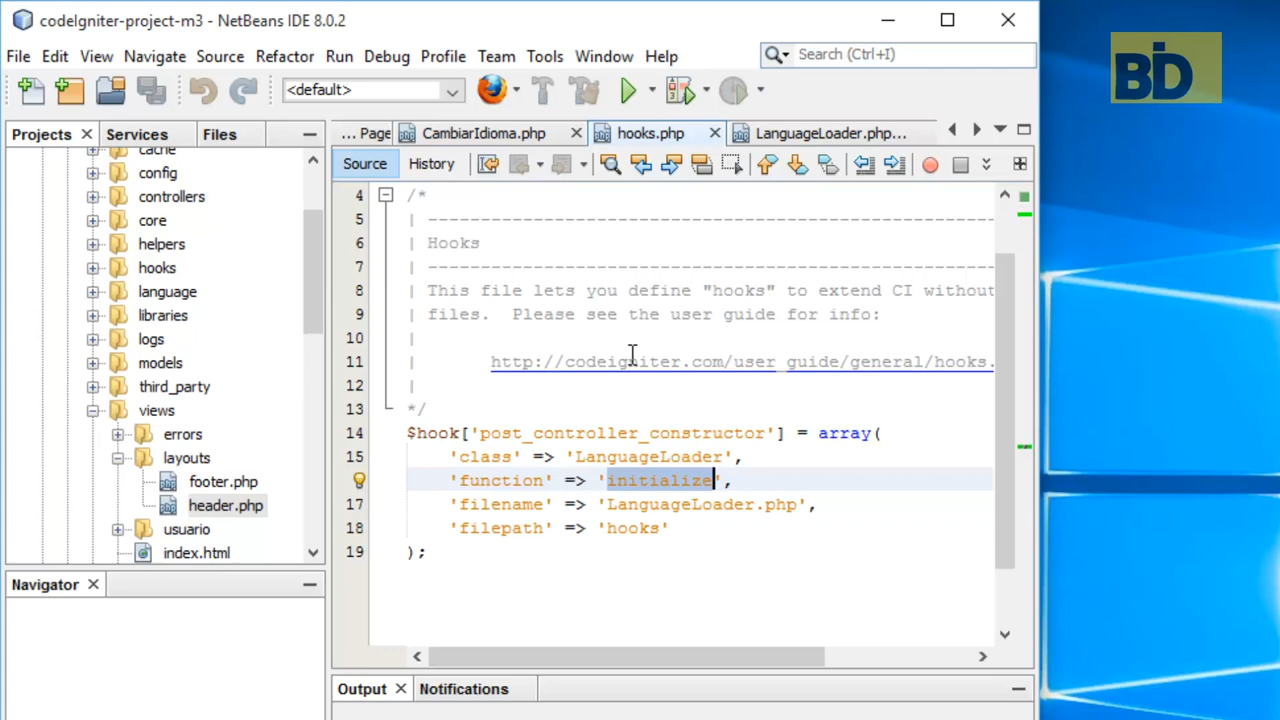 codeIgniter-project-m3 - NetBeans IDE 8.0.2
File Edit View Navigate Source Refactor Run Debug Profile Team Tools Window Help
Search (Ctrl+I)
BID
<default>
Projects Services Files
... Page CambiarIdioma.php hooks.php LanguageLoader.php...
Source History
cache
config
controllers
core
helpers
hooks
language
libraries
logs
models
third_party
views
errors
layouts
footer.php
header.php
usuario
index.html
Navigator
4 /*
5 | -------------------------------------------------------
6 | Hooks
7 | -------------------------------------------------------
8 | This file lets you define "hooks" to extend CI without
9 | files.  Please see the user guide for info:
10 |
11 | http://codeigniter.com/user_guide/general/hooks.
12 |
13 */
14 $hook['post_controller_constructor'] = array(
15 'class' => 'LanguageLoader',
16 'function' => 'initialize',
17 'filename' => 'LanguageLoader.php',
18 'filepath' => 'hooks'
19 );
Output Notifications